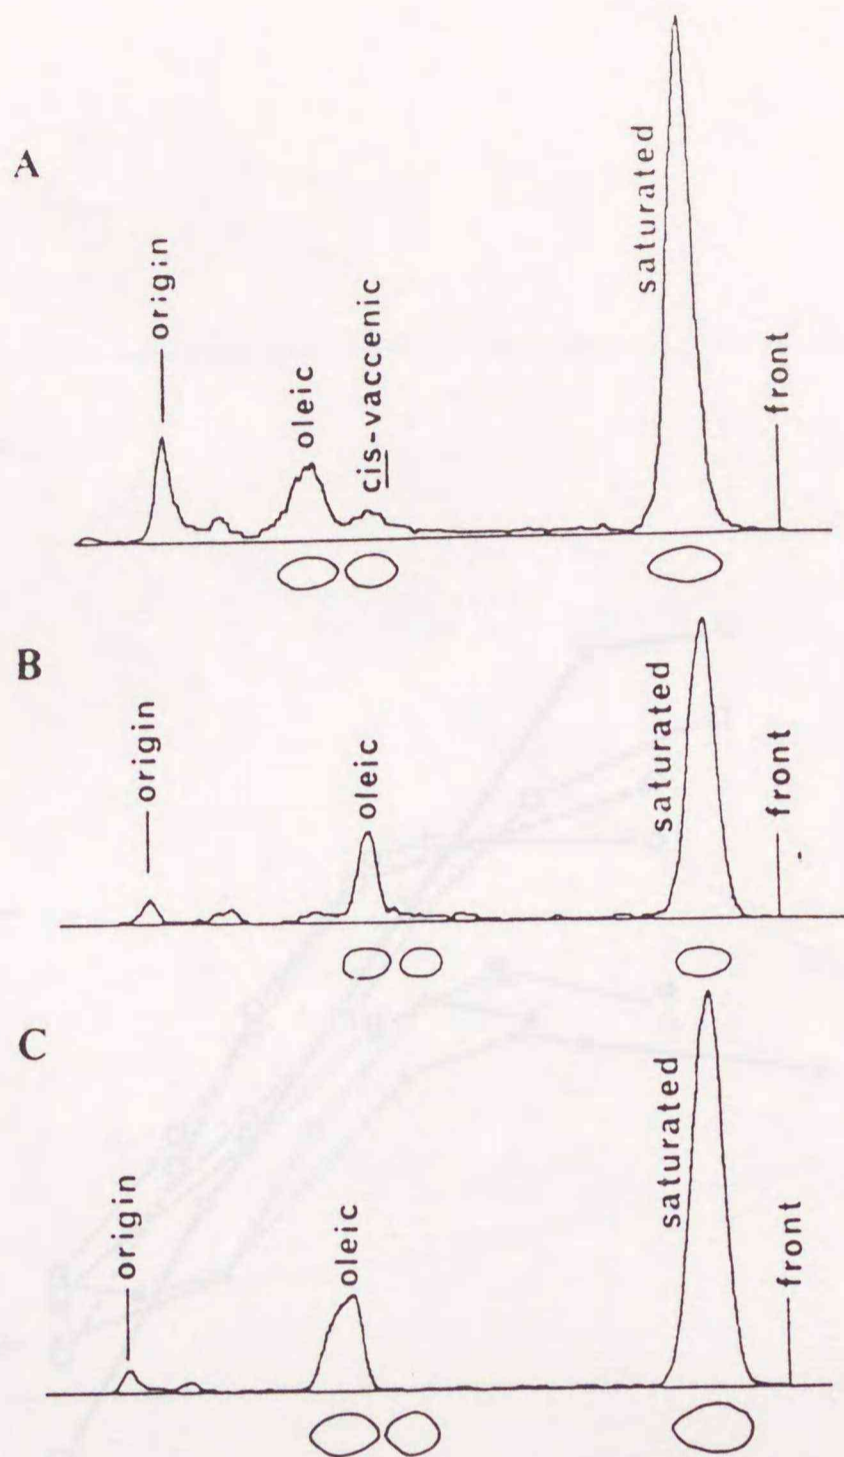 A
origin
oleic
cis-vaccenic
saturated
front
B
origin
oleic
saturated
front
C
origin
oleic
saturated
front